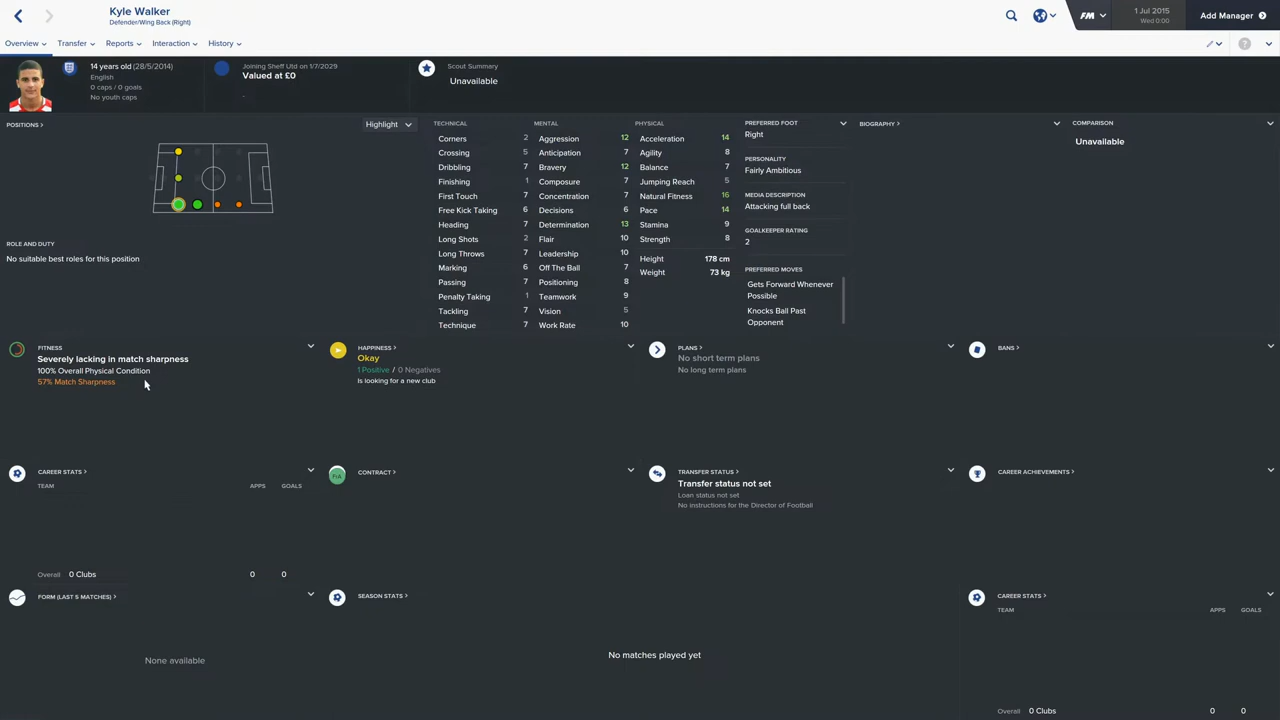 Kyle Walker
Defender/Wing Back (Right)
FM
1 Jul 2015
Wed 0:00
Add Manager
Overview
Transfer
Reports
Interaction
History
?
14 years old (28/5/2014)
English
0 caps / 0 goals
No youth caps
Joining Sheff Utd on 1/7/2029
Valued at £0
-
Scout Summary
Unavailable
POSITIONS >
Highlight
ROLE AND DUTY
No suitable best roles for this position
TECHNICAL
Corners 2
Crossing 5
Dribbling 7
Finishing 1
First Touch 7
Free Kick Taking 6
Heading 7
Long Shots 2
Long Throws 7
Marking 6
Passing 7
Penalty Taking 1
Tackling 7
Technique 7
MENTAL
Aggression 12
Anticipation 7
Bravery 12
Composure 7
Concentration 7
Decisions 6
Determination 13
Flair 10
Leadership 10
Off The Ball 7
Positioning 8
Teamwork 9
Vision 5
Work Rate 10
PHYSICAL
Acceleration 14
Agility 8
Balance 7
Jumping Reach 5
Natural Fitness 16
Pace 14
Stamina 9
Strength 8
Height 178 cm
Weight 73 kg
PREFERRED FOOT
Right
PERSONALITY
Fairly Ambitious
MEDIA DESCRIPTION
Attacking full back
GOALKEEPER RATING
2
PREFERRED MOVES
Gets Forward Whenever
Possible
Knocks Ball Past
Opponent
BIOGRAPHY >
COMPARISON
Unavailable
FITNESS
Severely lacking in match sharpness
100% Overall Physical Condition
57% Match Sharpness
HAPPINESS >
Okay
1 Positive / 0 Negatives
Is looking for a new club
PLANS >
No short term plans
No long term plans
BANS >
CAREER STATS >
TEAM APPS GOALS
Overall 0 Clubs 0 0
F/A
CONTRACT >
TRANSFER STATUS >
Transfer status not set
Loan status not set
No instructions for the Director of Football
CAREER ACHIEVEMENTS >
FORM (LAST 5 MATCHES) >
None available
SEASON STATS >
No matches played yet
CAREER STATS >
TEAM APPS GOALS
Overall 0 Clubs 0 0